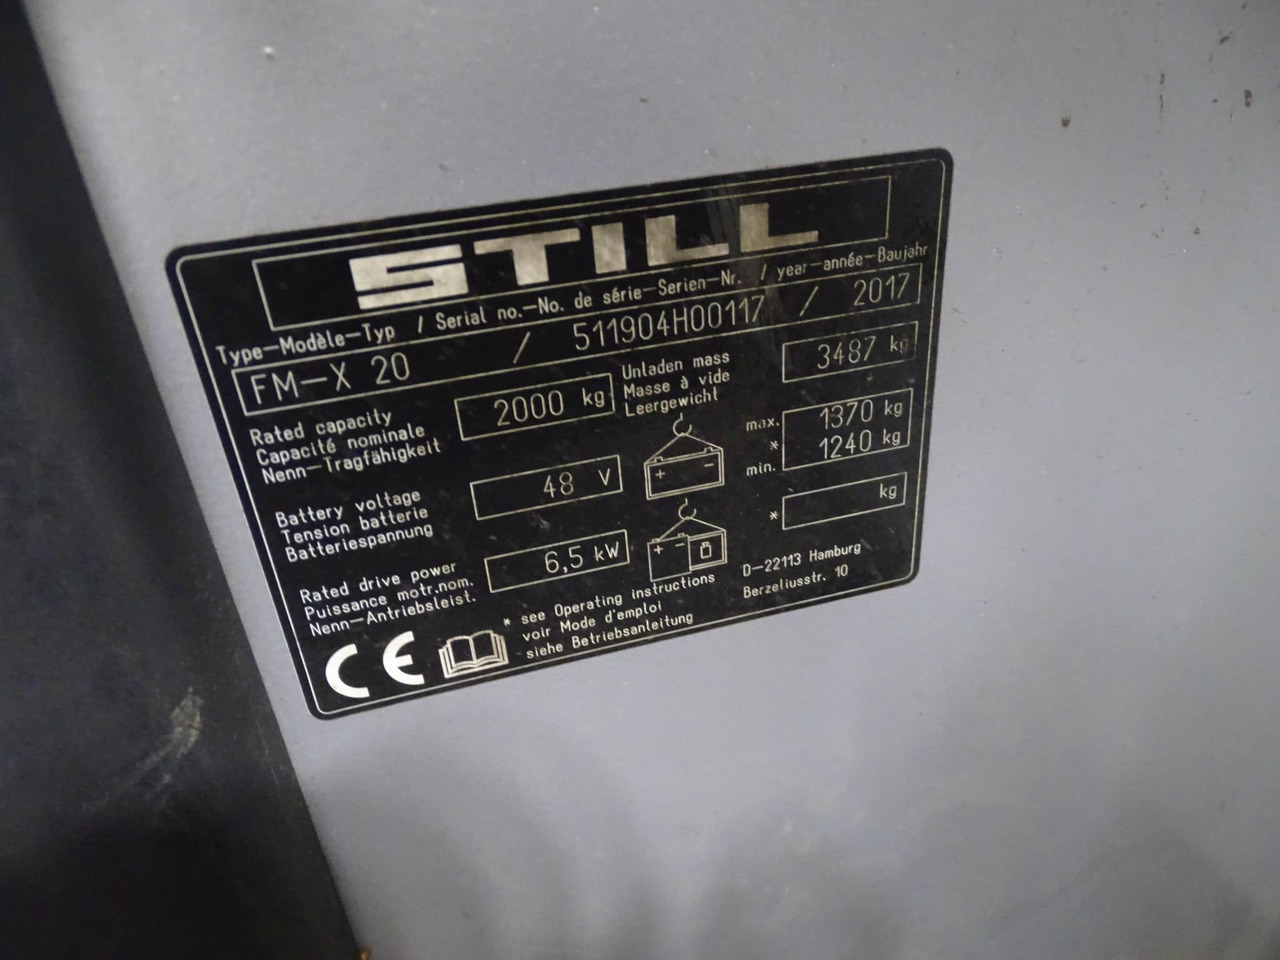 STILL
Type-Modèle-Typ / Serial no.-No. de série-Serien-Nr. / year-année-Baujahr
FM-X 20 / 511904H00117 / 2017
Rated capacity
Capacité nominale
Nenn-Tragfähigkeit
2000 kg
Unladen mass
Masse à vide
Leergewicht
3487 kg
Battery voltage
Tension batterie
Batteriespannung
48 V
+ -
max.
*
min.
1370 kg
1240 kg
Rated drive power
Puissance motr.nom.
Nenn-Antriebsleist.
6,5 kW
+ -
*
kg
CE
* see Operating instructions
voir Mode d'emploi
siehe Betriebsanleitung
D-22113 Hamburg
Berzeliusstr. 10